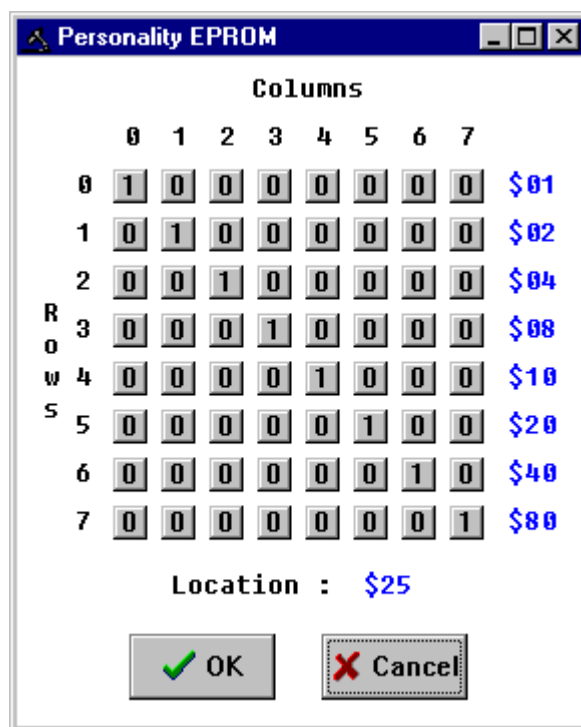 Personality EPROM
Columns
0 1 2 3 4 5 6 7
0 1 0 0 0 0 0 0 0 $01
1 0 1 0 0 0 0 0 0 $02
2 0 0 1 0 0 0 0 0 $04
3 0 0 0 1 0 0 0 0 $08
4 0 0 0 0 1 0 0 0 $10
5 0 0 0 0 0 1 0 0 $20
6 0 0 0 0 0 0 1 0 $40
7 0 0 0 0 0 0 0 1 $80
Rows
Location : $25
OK Cancel